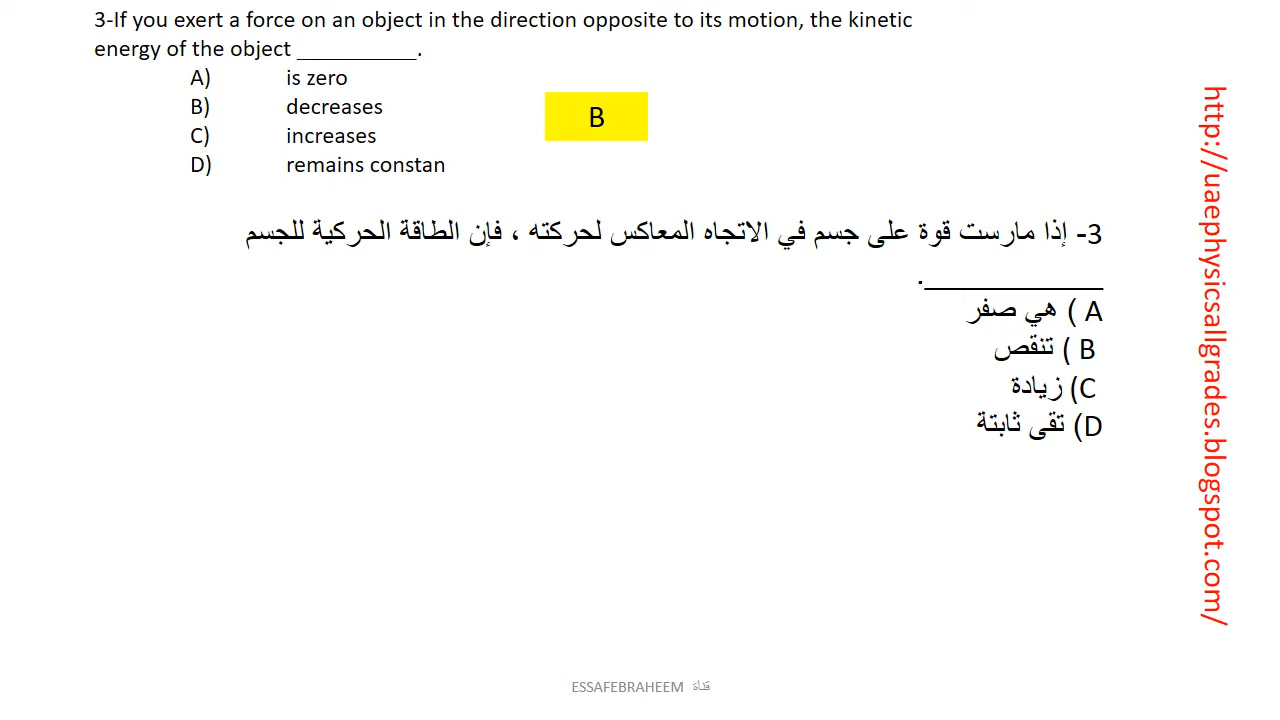 3-If you exert a force on an object in the direction opposite to its motion, the kinetic
energy of the object __________.
A) is zero
B) decreases
C) increases
D) remains constan
B
3- إذا مارست قوة على جسم في الاتجاه المعاكس لحركته ، فإن الطاقة الحركية للجسم
____________.
A ) هي صفر
B ) تنقص
C) زيادة
D) تقى ثابتة
http://uaephysicsallgrades.blogspot.com/
ESSAFEBRAHEEM قناة